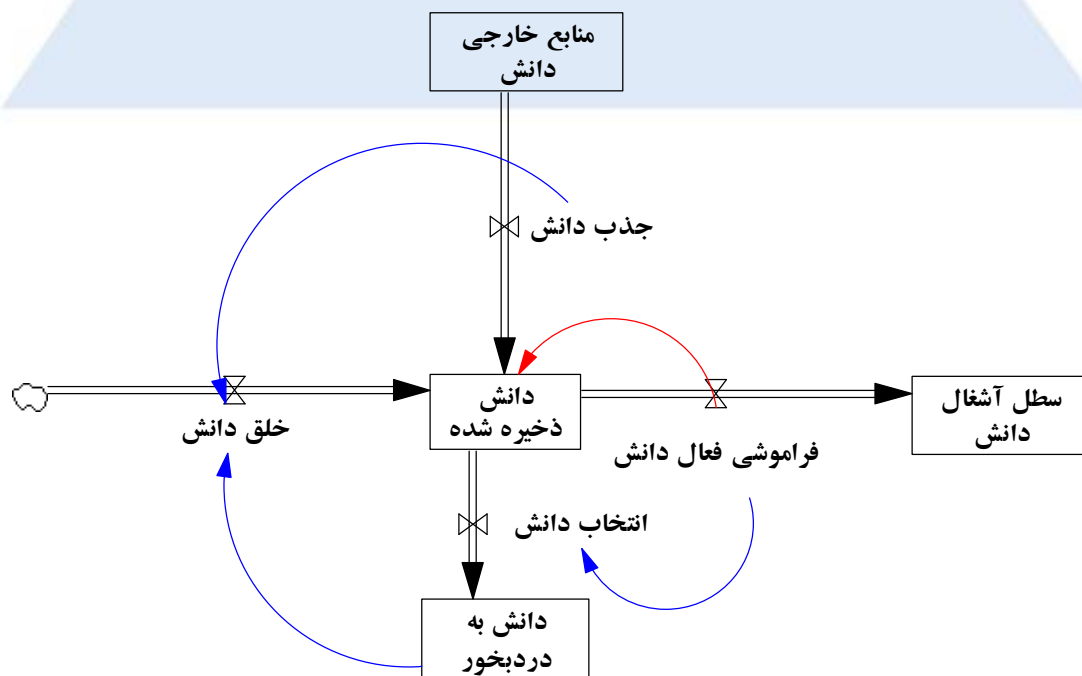 منابع خارجی
دانش
جذب دانش
دانش
ذخیره شده
سطل آشغال
دانش
خلق دانش
فراموشی فعال دانش
انتخاب دانش
دانش به
دردبخور